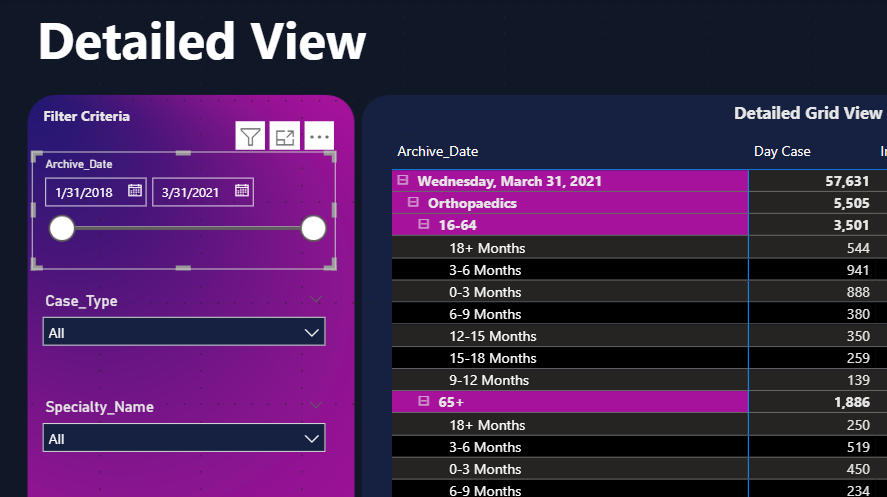 Detailed View
Filter Criteria
Archive_Date
1/31/2018 3/31/2021
Case_Type
All
Specialty_Name
All
Detailed Grid View
Archive_Date Day Case
Wednesday, March 31, 2021 57,631
Orthopaedics 5,505
16-64 3,501
18+ Months 544
3-6 Months 941
0-3 Months 888
6-9 Months 380
12-15 Months 350
15-18 Months 259
9-12 Months 139
65+ 1,886
18+ Months 250
3-6 Months 519
0-3 Months 450
6-9 Months 234